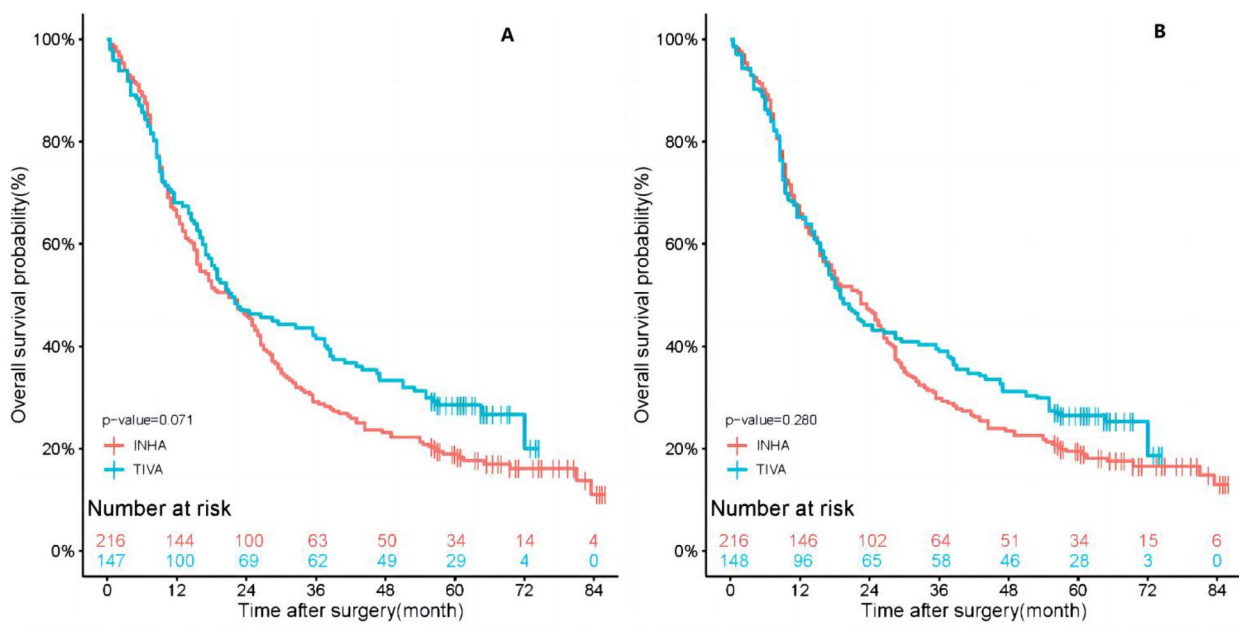 A
Overall survival probability(%)
100%
80%
60%
40%
20%
0%
p-value=0.071
INHA
TIVA
Number at risk
216 144 100 63 50 34 14 4
147 100 69 62 49 29 4 0
0 12 24 36 48 60 72 84
Time after surgery(month)
B
Overall survival probability(%)
100%
80%
60%
40%
20%
0%
p-value=0.280
INHA
TIVA
Number at risk
216 146 102 64 51 34 15 6
148 96 65 58 46 28 3 0
0 12 24 36 48 60 72 84
Time after surgery(month)